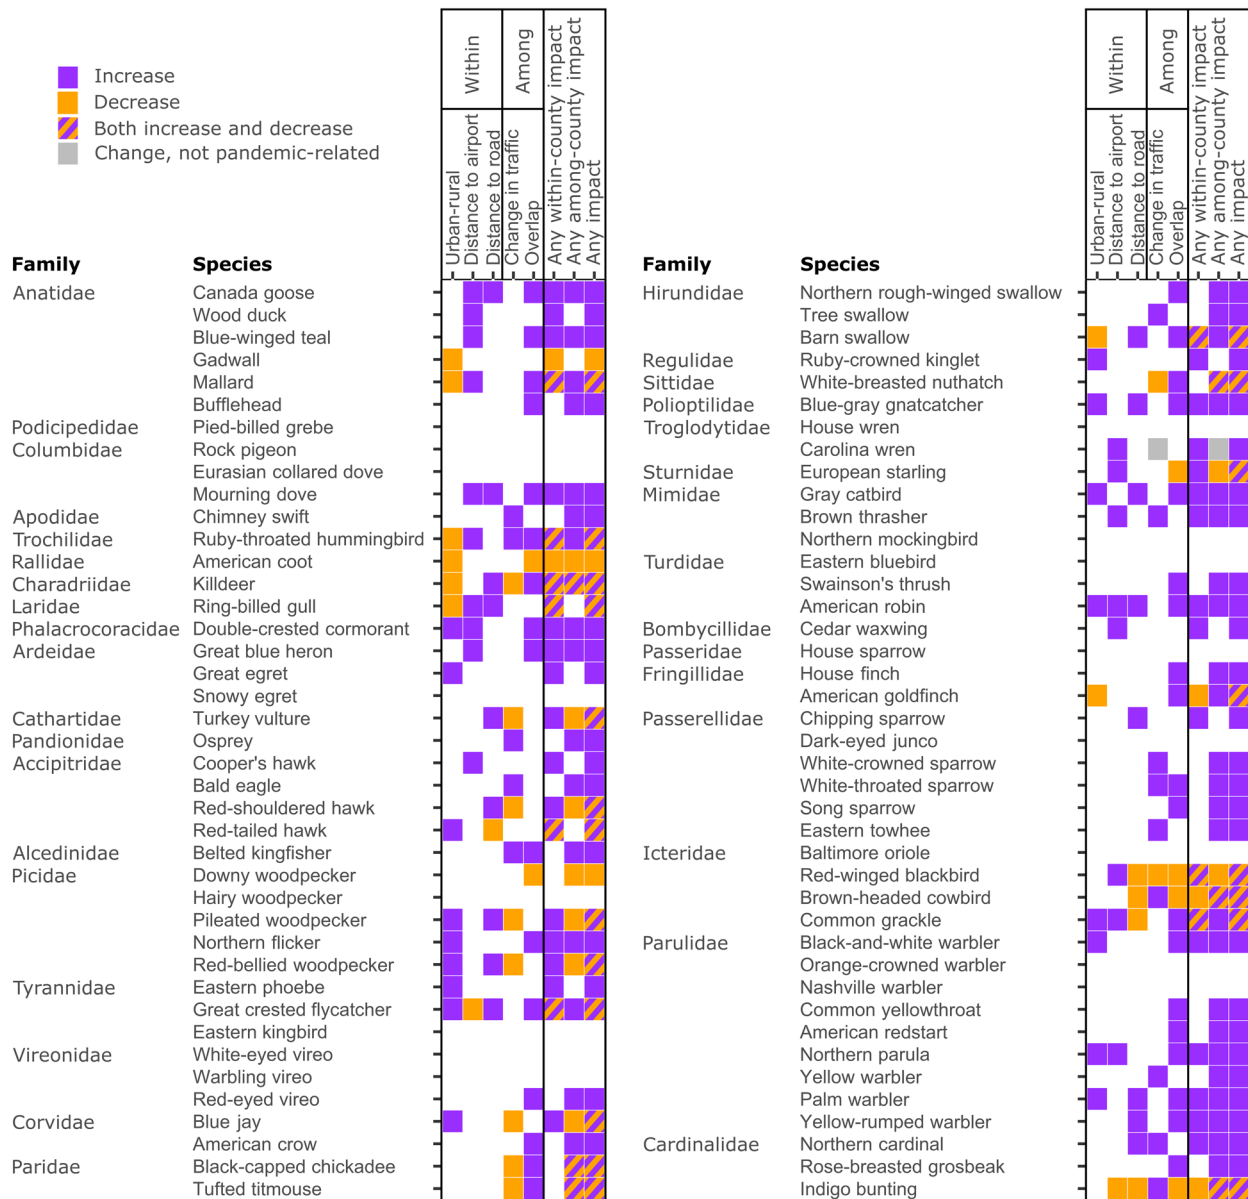 Increase
Decrease
Both increase and decrease
Change, not pandemic-related
Within
Among
Urban-rural
Distance to airport
Distance to road
Change in traffic
Overlap
Any within-county impact
Any among-county impact
Any impact
Family Species
Anatidae Canada goose
Wood duck
Blue-winged teal
Gadwall
Mallard
Bufflehead
Podicipedidae Pied-billed grebe
Columbidae Rock pigeon
Eurasian collared dove
Mourning dove
Apodidae Chimney swift
Trochilidae Ruby-throated hummingbird
Rallidae American coot
Charadriidae Killdeer
Laridae Ring-billed gull
Phalacrocoracidae Double-crested cormorant
Ardeidae Great blue heron
Great egret
Snowy egret
Cathartidae Turkey vulture
Pandionidae Osprey
Accipitridae Cooper's hawk
Bald eagle
Red-shouldered hawk
Red-tailed hawk
Alcedinidae Belted kingfisher
Picidae Downy woodpecker
Hairy woodpecker
Pileated woodpecker
Northern flicker
Red-bellied woodpecker
Tyrannidae Eastern phoebe
Great crested flycatcher
Eastern kingbird
Vireonidae White-eyed vireo
Warbling vireo
Red-eyed vireo
Corvidae Blue jay
American crow
Paridae Black-capped chickadee
Tufted titmouse
Within
Among
Urban-rural
Distance to airport
Distance to road
Change in traffic
Overlap
Any within-county impact
Any among-county impact
Any impact
Family Species
Hirundidae Northern rough-winged swallow
Tree swallow
Barn swallow
Regulidae Ruby-crowned kinglet
Sittidae White-breasted nuthatch
Polioptilidae Blue-gray gnatcatcher
Troglodytidae House wren
Carolina wren
Sturnidae European starling
Mimidae Gray catbird
Brown thrasher
Northern mockingbird
Turdidae Eastern bluebird
Swainson's thrush
American robin
Bombycillidae Cedar waxwing
Passeridae House sparrow
Fringillidae House finch
American goldfinch
Passerellidae Chipping sparrow
Dark-eyed junco
White-crowned sparrow
White-throated sparrow
Song sparrow
Eastern towhee
Icteridae Baltimore oriole
Red-winged blackbird
Brown-headed cowbird
Common grackle
Parulidae Black-and-white warbler
Orange-crowned warbler
Nashville warbler
Common yellowthroat
American redstart
Northern parula
Yellow warbler
Palm warbler
Yellow-rumped warbler
Cardinalidae Northern cardinal
Rose-breasted grosbeak
Indigo bunting